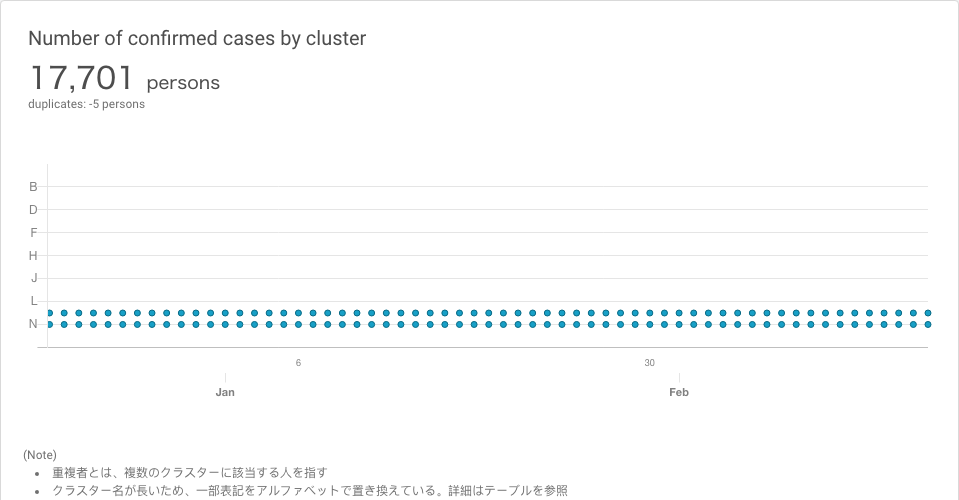 Number of confirmed cases by cluster
17,701 persons
duplicates: -5 persons
B
D
F
H
J
L
N
6
30
Jan
Feb
(Note)
• 重複者とは、複数のクラスターに該当する人を指す
• クラスター名が長いため、一部表記をアルファベットで置き換えている。詳細はテーブルを参照